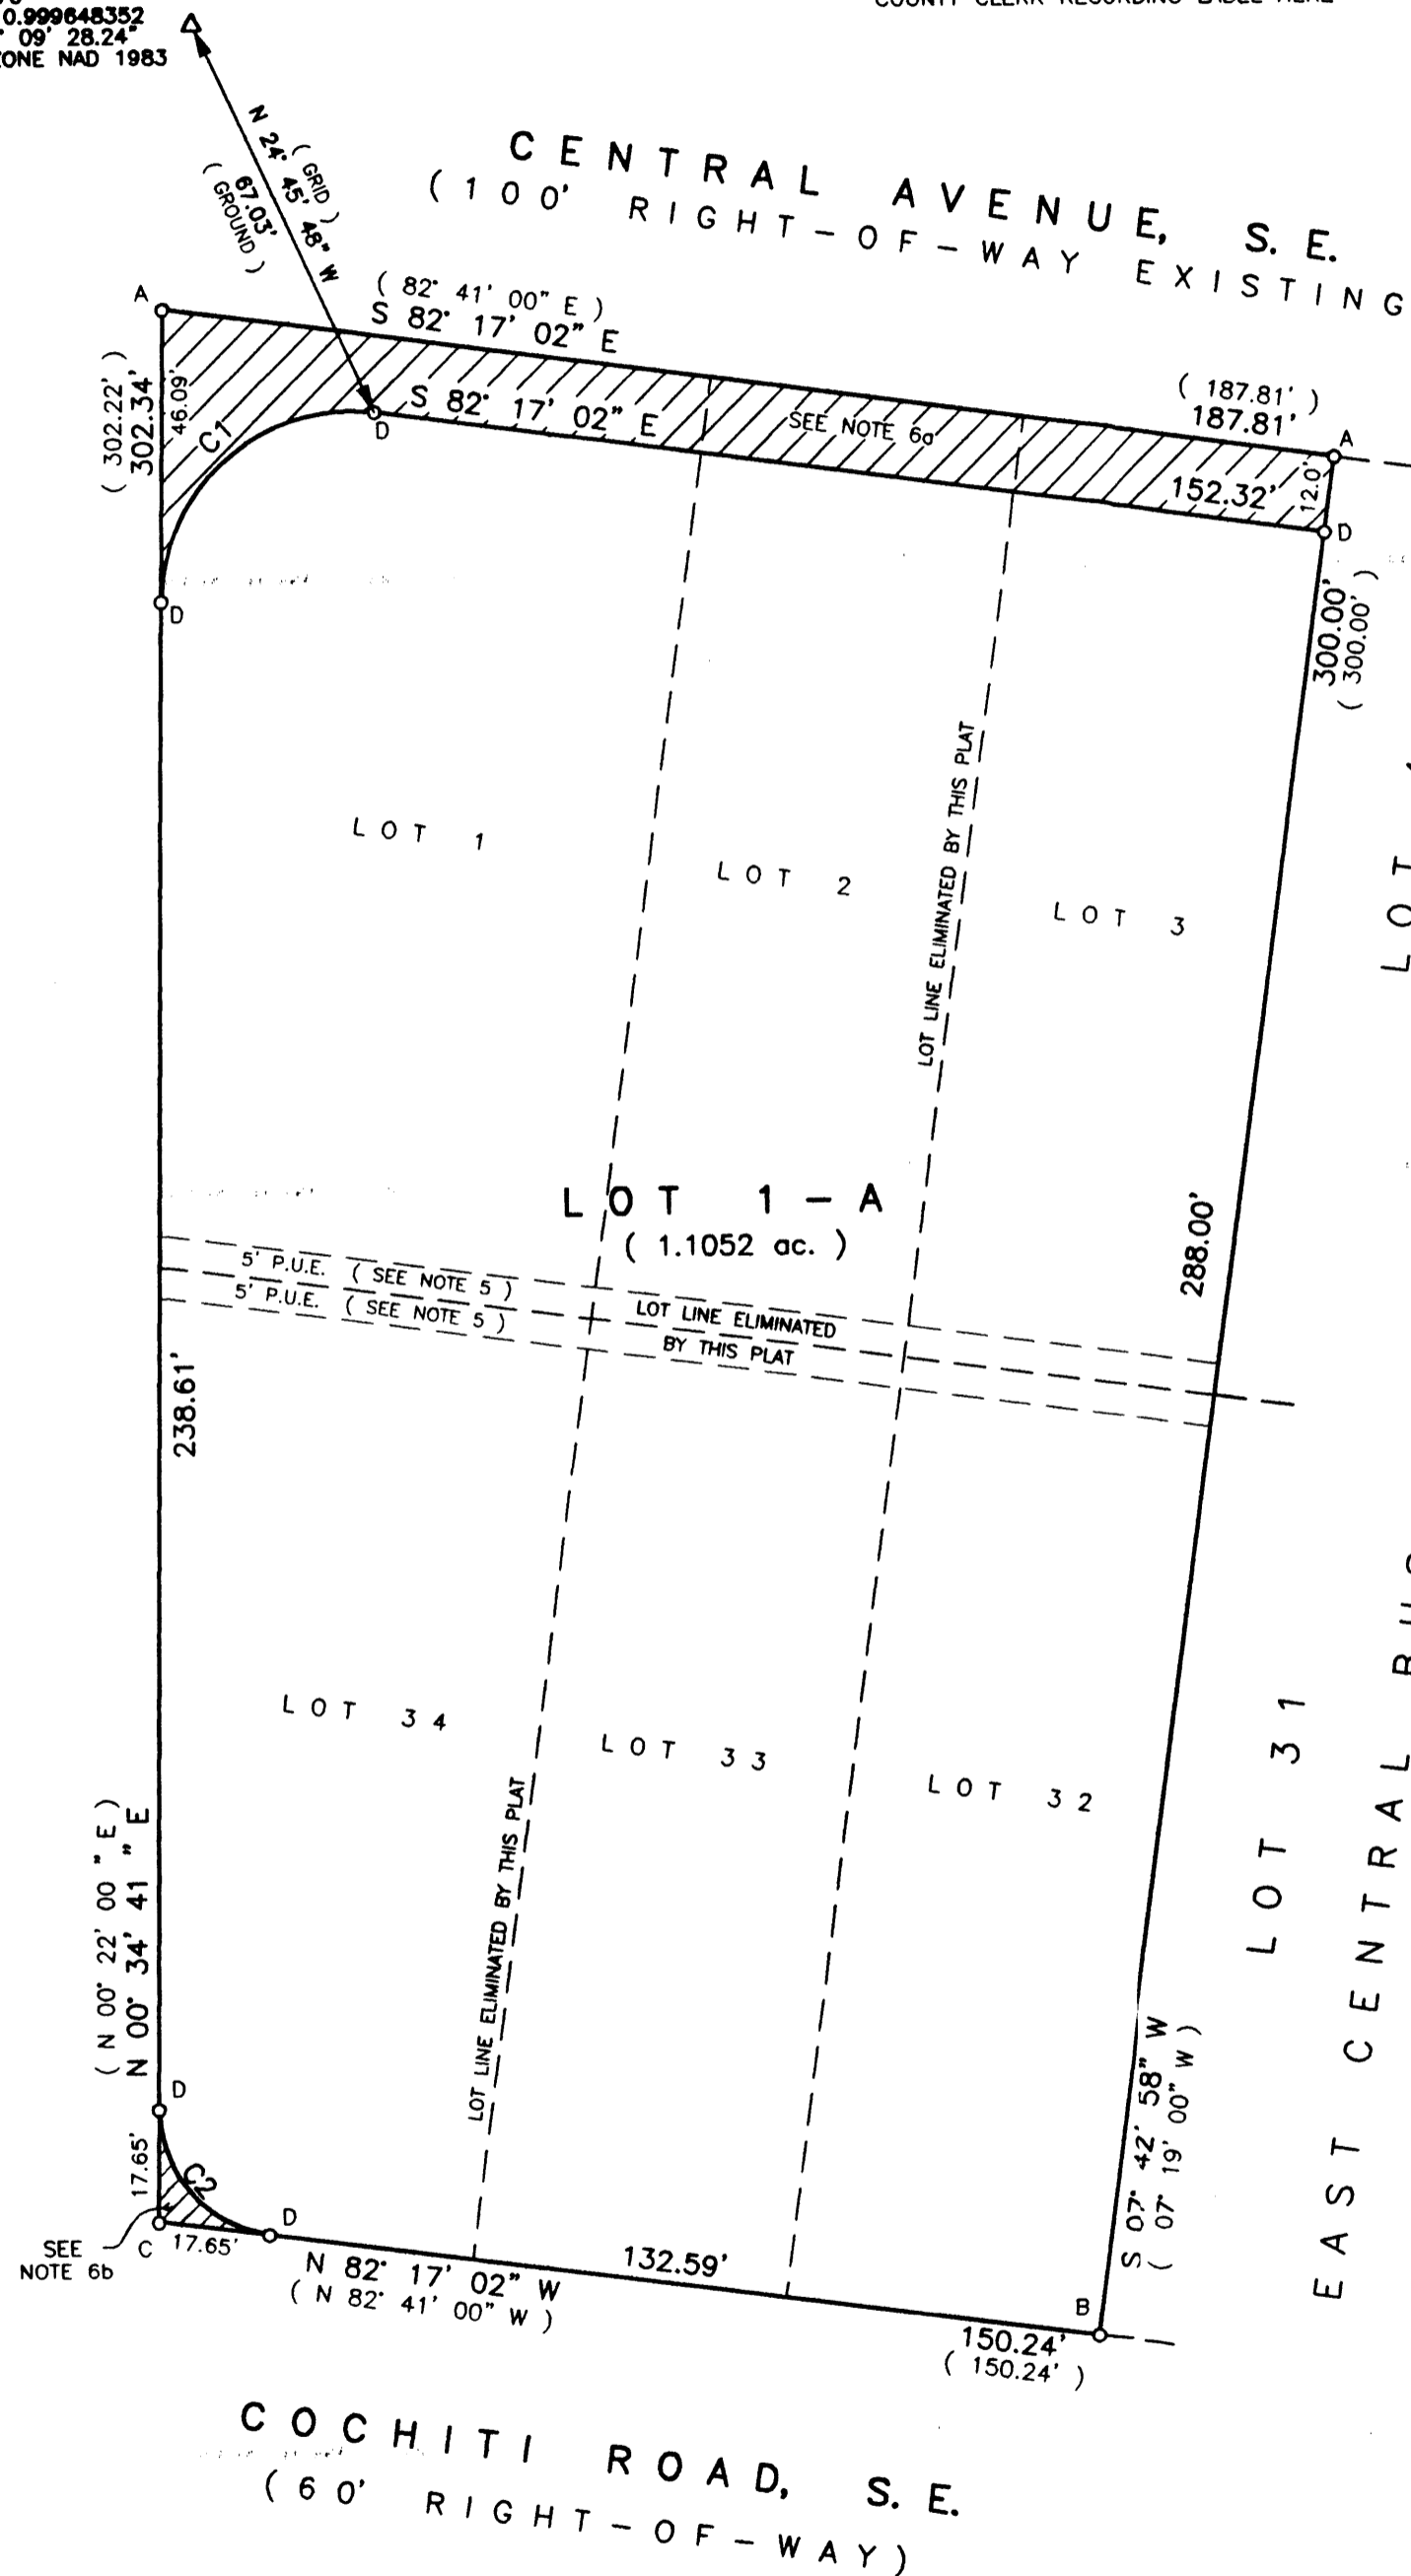 0.999648352
09' 28.24"
ZONE NAD 1983
COUNTY CLERK RECORDING LABEL HERE
( GRID )
N 24° 45' 48" W
67.03'
( GROUND )
CENTRAL AVENUE, S. E.
( 100' RIGHT-OF-WAY EXISTING
A
( 82° 41' 00" E )
S 82° 17' 02" E
( 302.22' )
302.34'
46.09'
C1
S 82° 17' 02" E
D
SEE NOTE 6a
( 187.81' )
187.81'
A
152.32'
12.0'
D
D
300.00'
( 300.00' )
LOT 1
LOT 2
LOT 3
LOT
LOT LINE ELIMINATED BY THIS PLAT
LOT 1-A
( 1.1052 ac. )
288.00'
5' P.U.E. ( SEE NOTE 5 )
5' P.U.E. ( SEE NOTE 5 )
LOT LINE ELIMINATED
BY THIS PLAT
238.61'
LOT 34
LOT 33
LOT 32
LOT 31
EAST CENTRAL
LOT LINE ELIMINATED BY THIS PLAT
( N 00° 22' 00" E )
N 00° 34' 41" E
S 07° 42' 58" W
( 07° 19' 00" W )
D
17.65'
C2
SEE
NOTE 6b
C
17.65'
D
N 82° 17' 02" W
( N 82° 41' 00" W )
132.59'
B
150.24'
( 150.24' )
COCHITI ROAD, S. E.
( 60' RIGHT-OF-WAY)